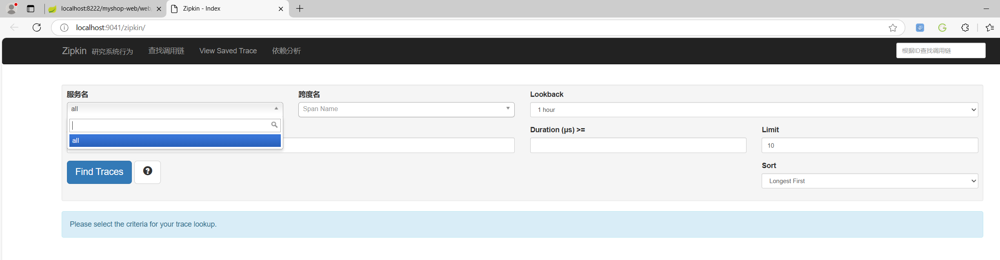 localhost:8222/myshop-web/web
Zipkin - Index
localhost:9041/zipkin/
Zipkin 研究系统行为 查找调用链 View Saved Trace 依赖分析 根据ID查找调用链
服务名 跨度名 Lookback
all Span Name 1 hour
Duration (μs) >= Limit
all 10
Find Traces Sort
Longest First
Please select the criteria for your trace lookup.